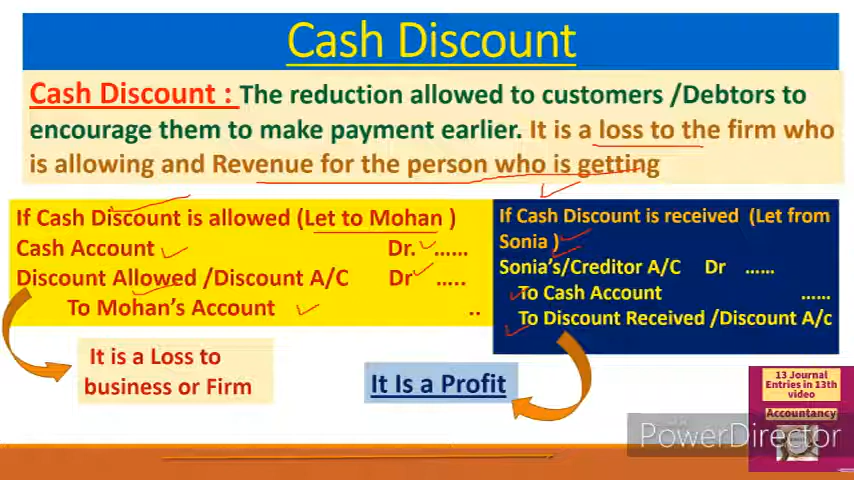 Cash Discount
Cash Discount : The reduction allowed to customers /Debtors to
encourage them to make payment earlier. It is a loss to the firm who
is allowing and Revenue for the person who is getting
If Cash Discount is allowed (Let to Mohan )
Cash Account Dr. ......
Discount Allowed /Discount A/C Dr .....
To Mohan's Account ..
It is a Loss to
business or Firm
If Cash Discount is received (Let from
Sonia )
Sonia's/Creditor A/C Dr ......
To Cash Account ......
To Discount Received /Discount A/c
It Is a Profit
13 Journal
Entries in 13th
video
Accountancy
PowerDirector